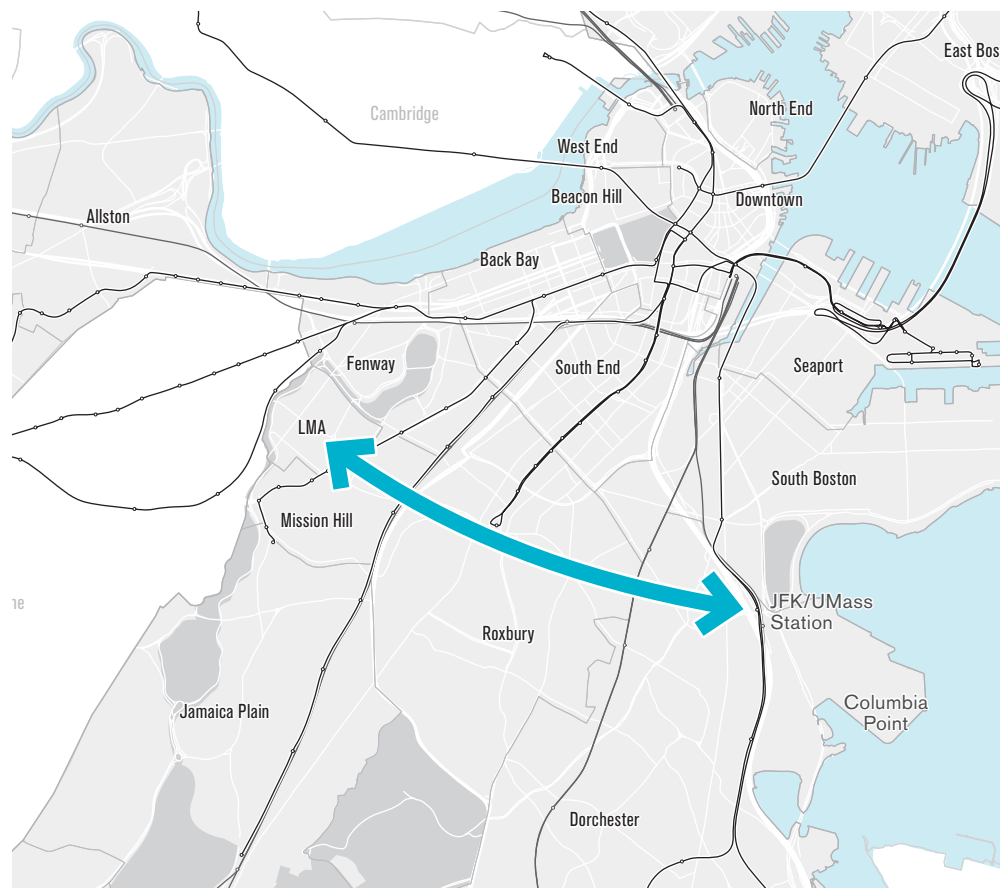 East Bos
North End
Cambridge
West End
Beacon Hill
Downtown
Allston
Back Bay
Fenway
South End
Seaport
LMA
South Boston
Mission Hill
JFK/UMass
Station
ne
Roxbury
Jamaica Plain
Columbia
Point
Dorchester